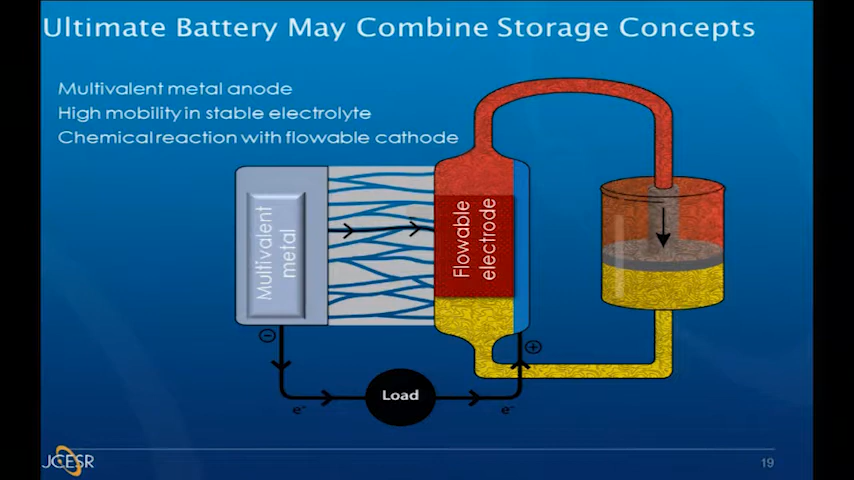 Ultimate Battery May Combine Storage Concepts
Multivalent metal anode
High mobility in stable electrolyte
Chemical reaction with flowable cathode
Multivalent
metal
Flowable
electrode
−
+
Load
e-
e-
JCESR
19